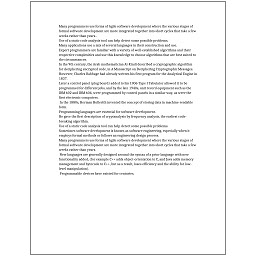 Many programmers use forms of Agile software development where the various stages of
formal software development are more integrated together into short cycles that take a few
weeks rather than years.
Use of a static code analysis tool can help detect some possible problems.
Many applications use a mix of several languages in their construction and use.
Expert programmers are familiar with a variety of well-established algorithms and their
respective complexities and use this knowledge to choose algorithms that are best suited to
the circumstances.
In the 9th century, the Arab mathematician Al-Kindi described a cryptographic algorithm
for deciphering encrypted code, in A Manuscript on Deciphering Cryptographic Messages.
However, Charles Babbage had already written his first program for the Analytical Engine in
1837.
Later a control panel (plug board) added to his 1906 Type I Tabulator allowed it to be
programmed for different jobs, and by the late 1940s, unit record equipment such as the
IBM 602 and IBM 604, were programmed by control panels in a similar way, as were the
first electronic computers.
In the 1880s, Herman Hollerith invented the concept of storing data in machine-readable
form.
Programming languages are essential for software development.
He gave the first description of cryptanalysis by frequency analysis, the earliest code-
breaking algorithm.
Use of a static code analysis tool can help detect some possible problems.
Sometimes software development is known as software engineering, especially when it
employs formal methods or follows an engineering design process.
Many programmers use forms of Agile software development where the various stages of
formal software development are more integrated together into short cycles that take a few
weeks rather than years.
New languages are generally designed around the syntax of a prior language with new
functionality added, (for example C++ adds object-orientation to C, and Java adds memory
management and bytecode to C++, but as a result, loses efficiency and the ability for low-
level manipulation).
Programmable devices have existed for centuries.